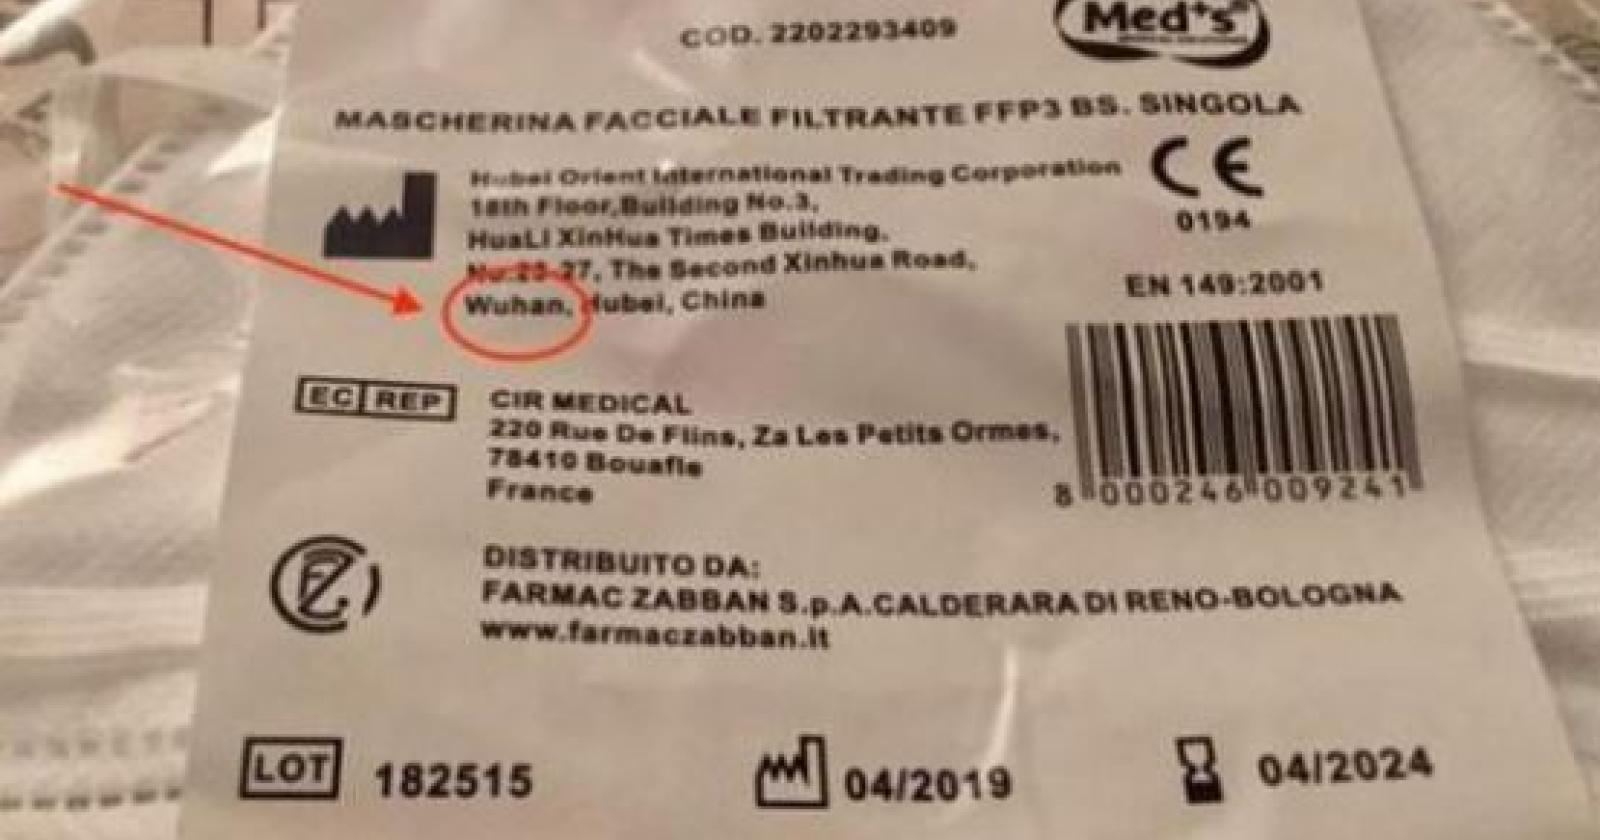 COD. 2202293409
Med+s®
MASCHERINA FACCIALE FILTRANTE FFP3 BS. SINGOLA
Hubei Orient International Trading Corporation
18th Floor,Building No.3,
HuaLi XinHua Times Building,
No.25-27, The Second Xinhua Road,
Wuhan, Hubei, China
CE
0194
EN 149:2001
EC REP
CIR MEDICAL
220 Rue De Flins, Za Les Petits Ormes,
78410 Bouafle
France
8 000246 009241
DISTRIBUITO DA:
FARMAC ZABBAN S.p.A.CALDERARA DI RENO-BOLOGNA
www.farmaczabban.it
LOT 182515
04/2019
04/2024